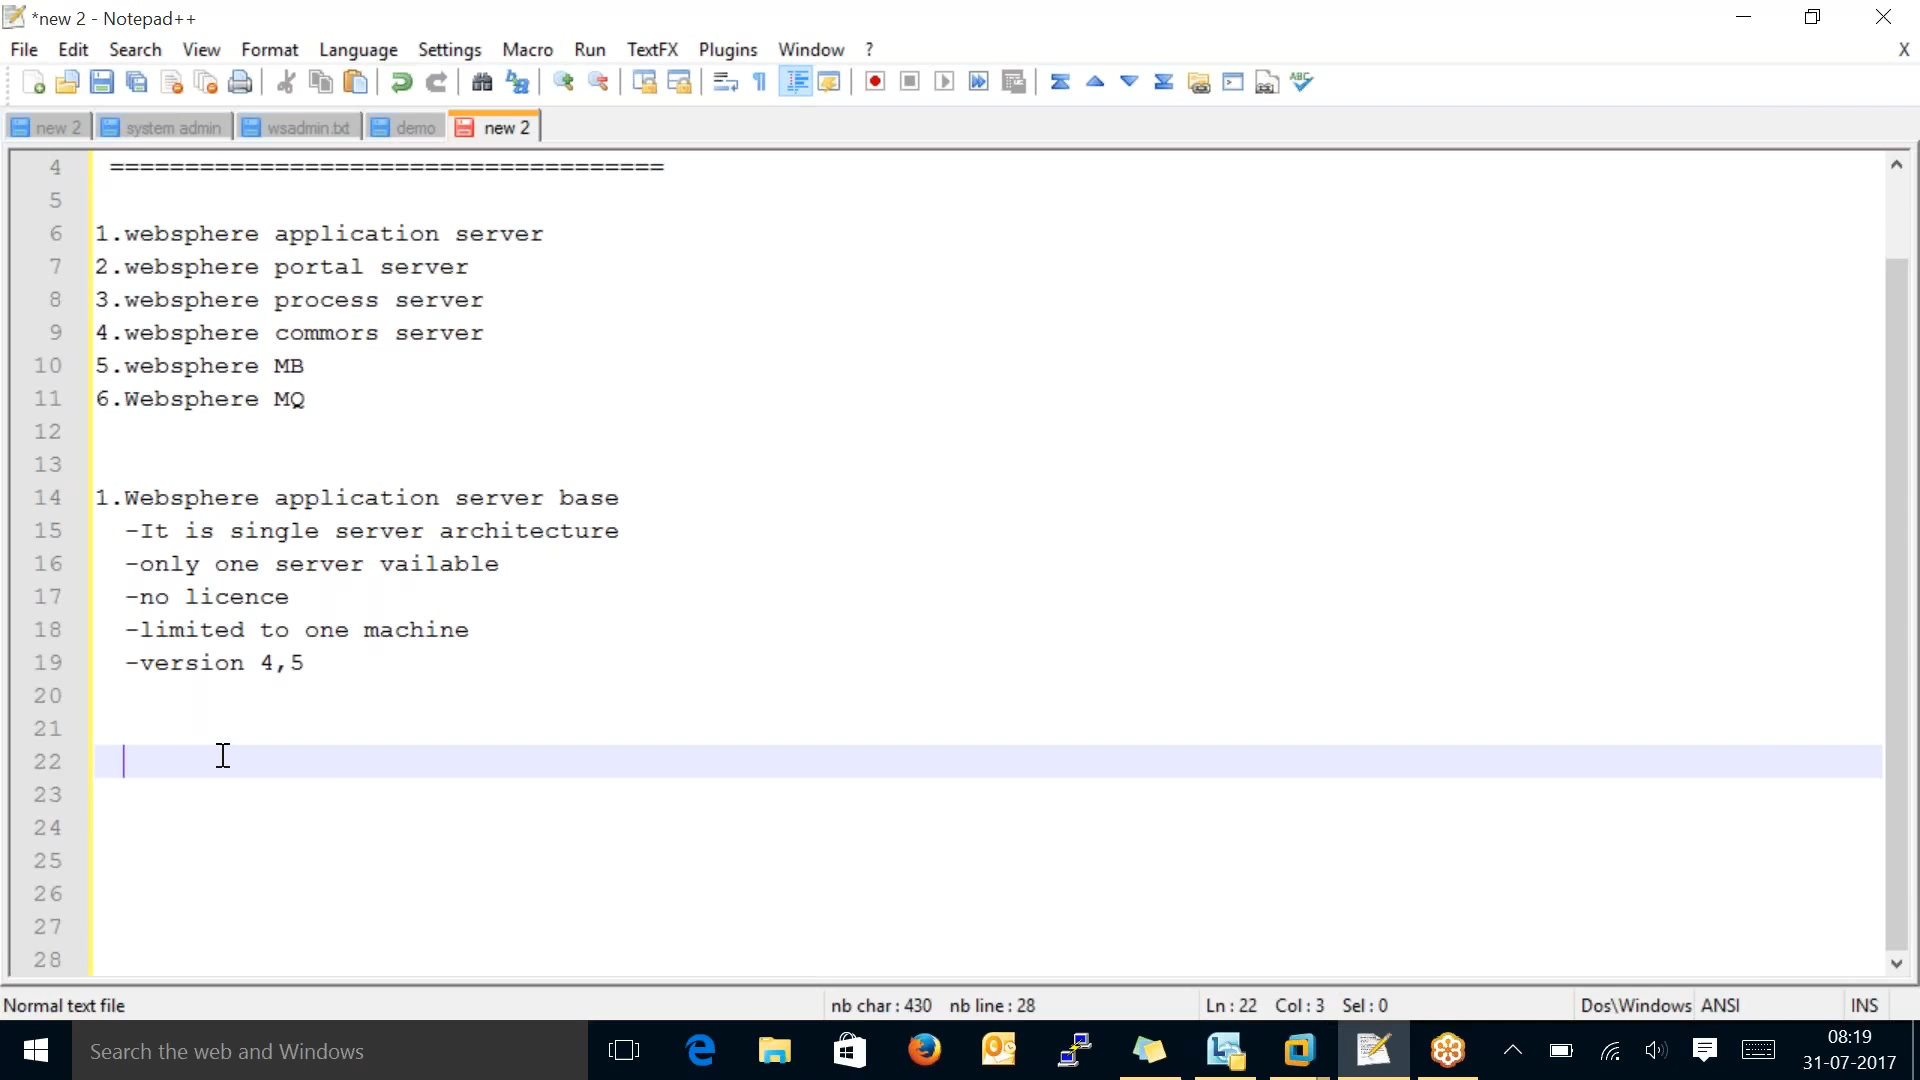 *new 2 - Notepad++
File Edit Search View Format Language Settings Macro Run TextFX Plugins Window ? X
new 2 system admin wsadmin.txt demo new 2
4 =====================================
5
6 1.websphere application server
7 2.websphere portal server
8 3.websphere process server
9 4.websphere commors server
10 5.websphere MB
11 6.Websphere MQ
12
13
14 1.Websphere application server base
15 -It is single server architecture
16 -only one server vailable
17 -no licence
18 -limited to one machine
19 -version 4,5
20
21
22
23
24
25
26
27
28
Normal text file nb char : 430 nb line : 28 Ln : 22 Col : 3 Sel : 0 Dos\Windows ANSI INS
Search the web and Windows
08:19
31-07-2017